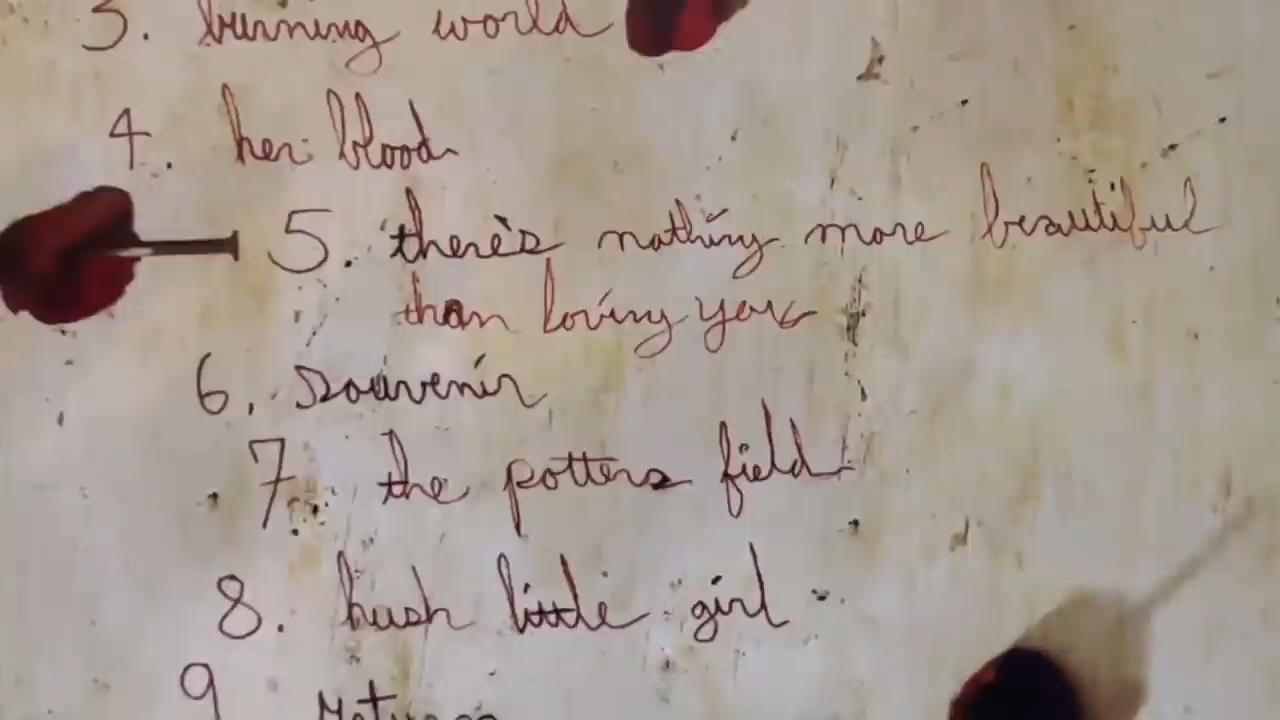 3. burning world
4. her blood
5. there's nothing more beautiful
than loving you
6. souvenir
7. the potters field
8. hush little girl
9